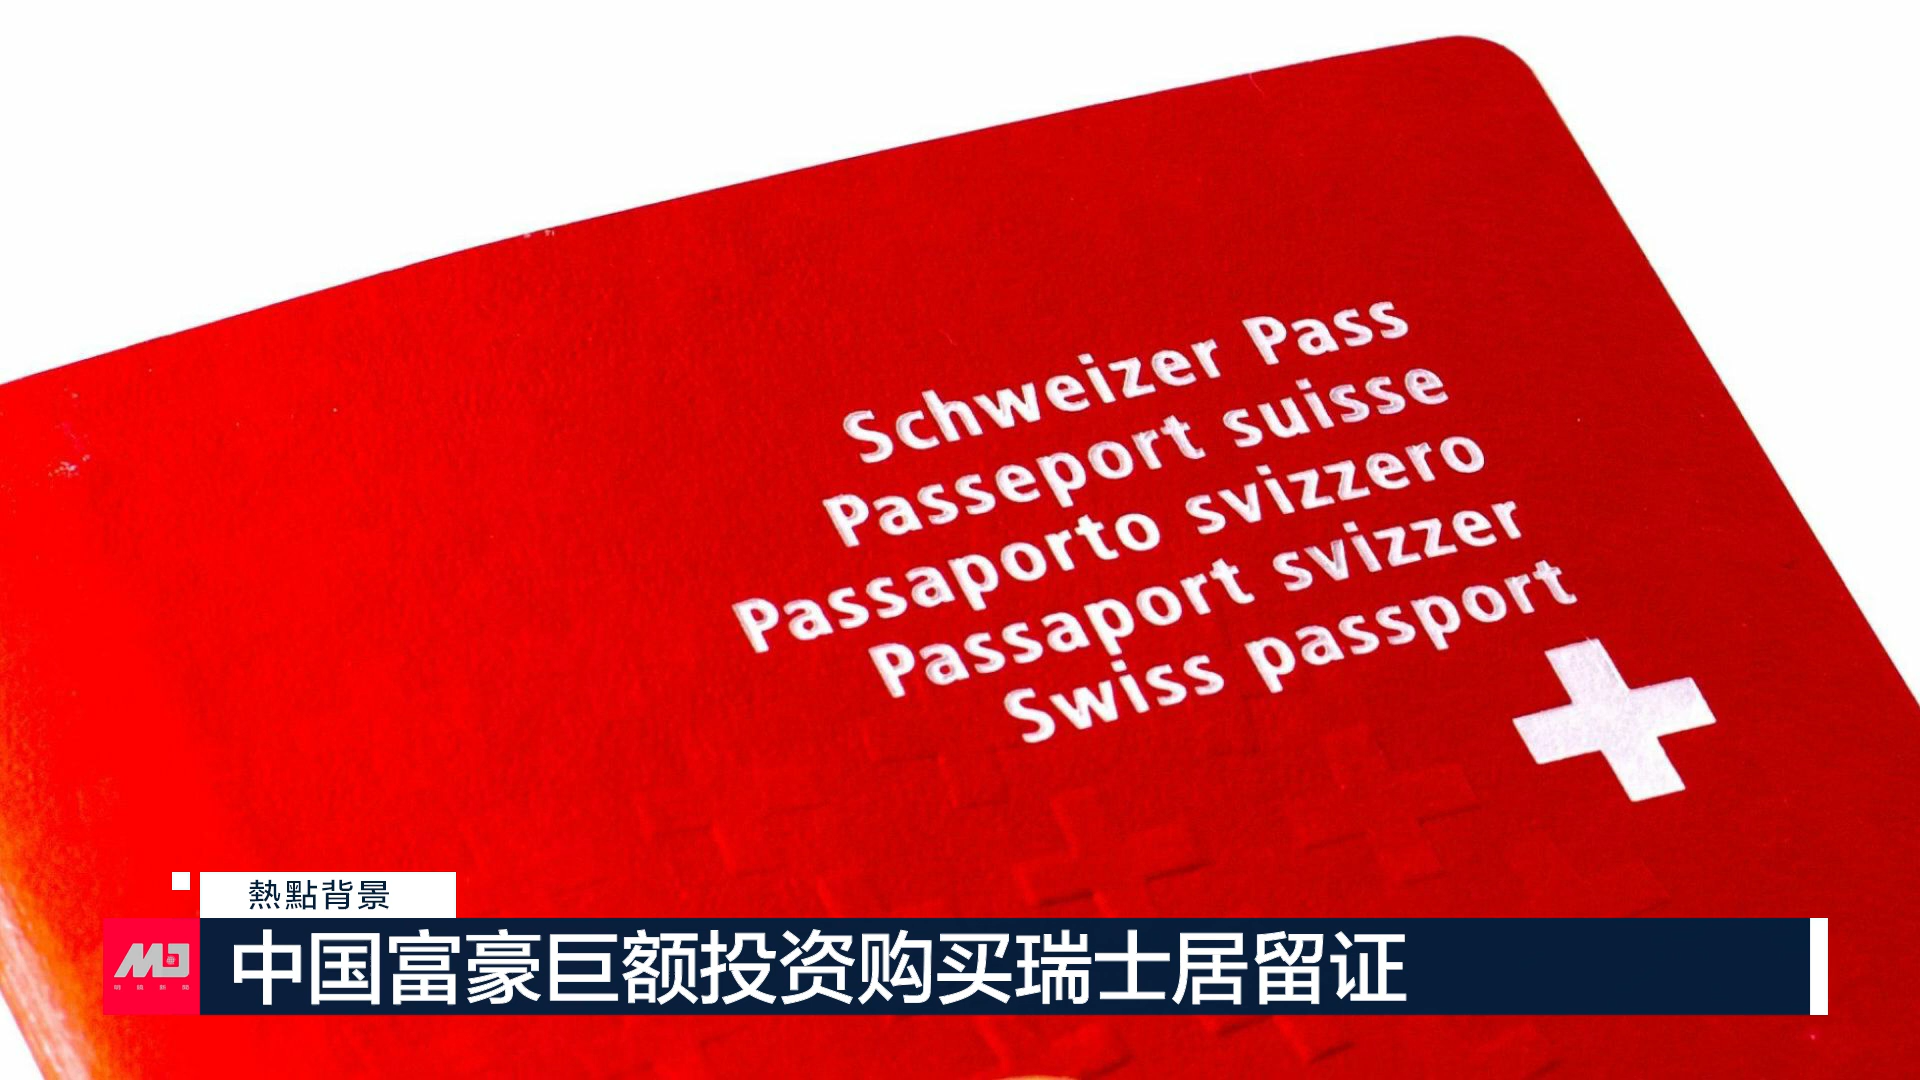 Schweizer Pass
Passeport suisse
Passaporto svizzero
Passaport svizzer
Swiss passport
熱點背景
MD
中国富豪巨额投资购买瑞士居留证